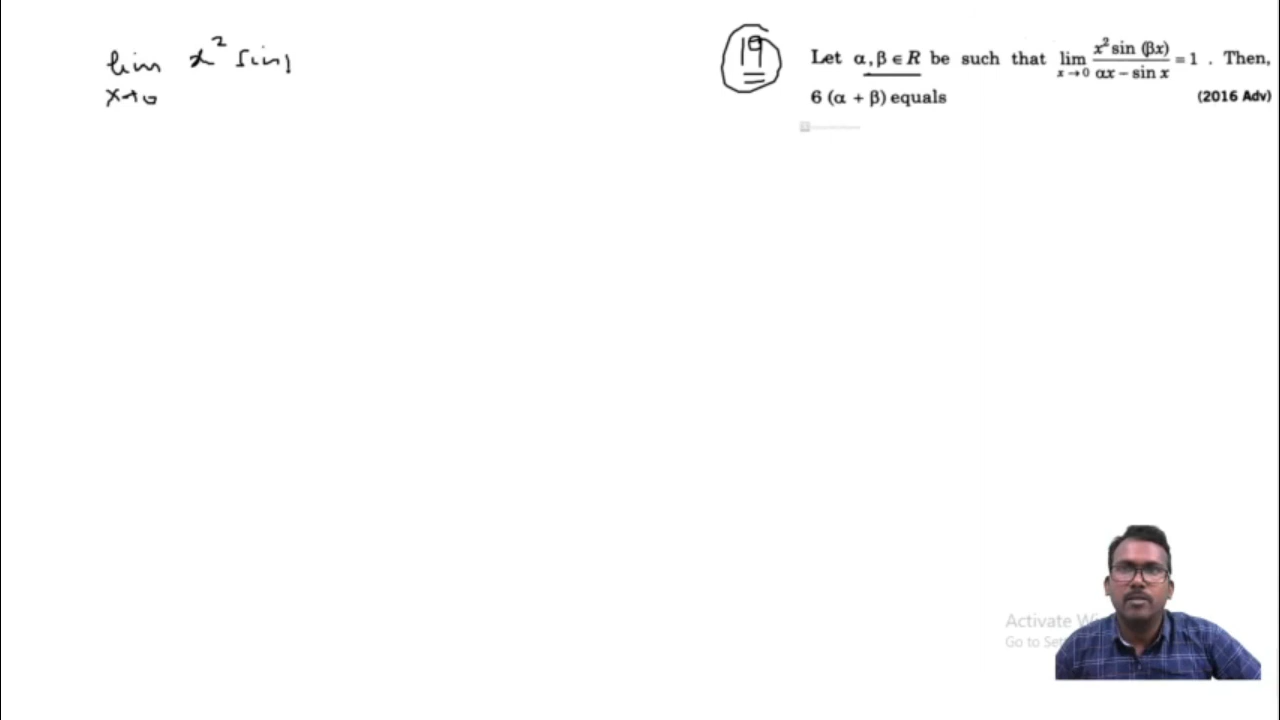 lim x² sin
x→0
19
Let α, β ∈ R be such that lim x→0 x² sin (βx) / αx − sin x = 1 . Then,
6 (α + β) equals
(2016 Adv)
Activate Wi
Go to Set